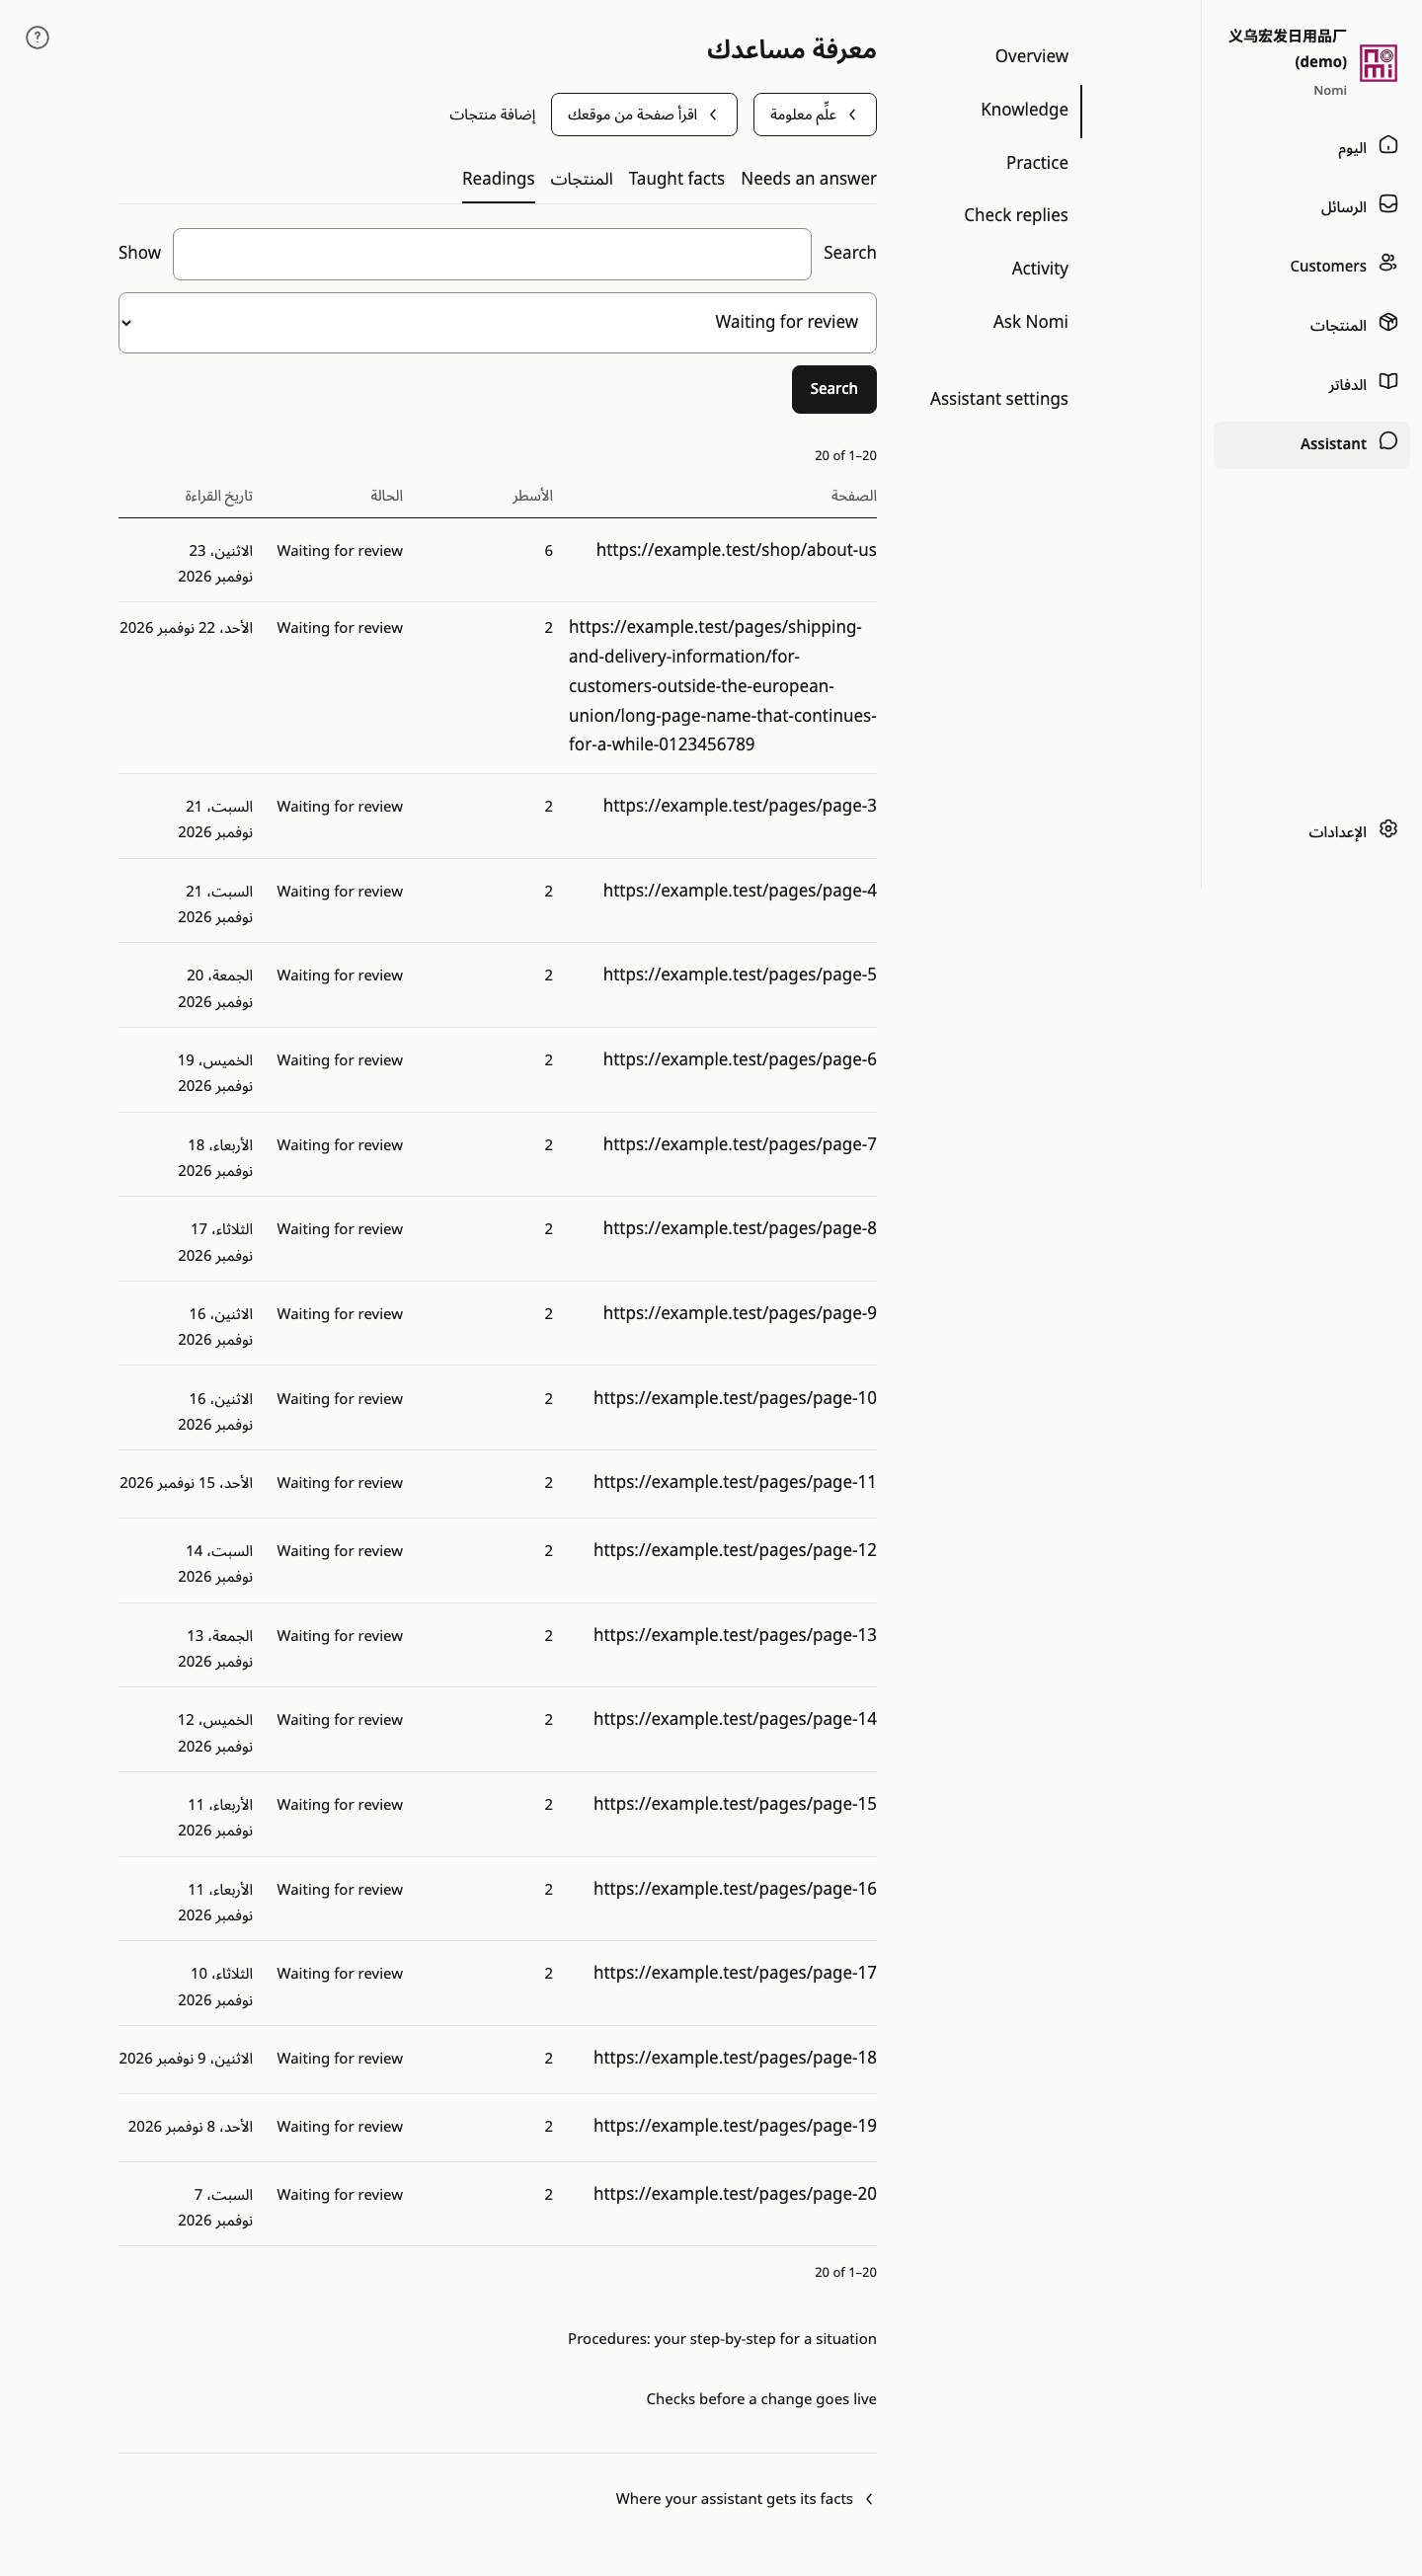 义乌宏发日用品厂
(demo)
Nomi
اليوم
الرسائل
Customers
المنتجات
الدفاتر
Assistant
الإعدادات
Overview
Knowledge
Practice
Check replies
Activity
Ask Nomi
Assistant settings
معرفة مساعدك
علِّم معلومة
اقرأ صفحة من موقعك
إضافة منتجات
Needs an answer
Taught facts
المنتجات
Readings
Search
Show
Waiting for review
Search
20 of 1–20
الصفحة الأسطر الحالة تاريخ القراءة
https://example.test/shop/about-us 6 Waiting for review الاثنين، 23
نوفمبر 2026
https://example.test/pages/shipping- 2 Waiting for review الأحد، 22 نوفمبر 2026
and-delivery-information/for-
customers-outside-the-european-
union/long-page-name-that-continues-
for-a-while-0123456789
https://example.test/pages/page-3 2 Waiting for review السبت، 21
نوفمبر 2026
https://example.test/pages/page-4 2 Waiting for review السبت، 21
نوفمبر 2026
https://example.test/pages/page-5 2 Waiting for review الجمعة، 20
نوفمبر 2026
https://example.test/pages/page-6 2 Waiting for review الخميس، 19
نوفمبر 2026
https://example.test/pages/page-7 2 Waiting for review الأربعاء، 18
نوفمبر 2026
https://example.test/pages/page-8 2 Waiting for review الثلاثاء، 17
نوفمبر 2026
https://example.test/pages/page-9 2 Waiting for review الاثنين، 16
نوفمبر 2026
https://example.test/pages/page-10 2 Waiting for review الاثنين، 16
نوفمبر 2026
https://example.test/pages/page-11 2 Waiting for review الأحد، 15 نوفمبر 2026
https://example.test/pages/page-12 2 Waiting for review السبت، 14
نوفمبر 2026
https://example.test/pages/page-13 2 Waiting for review الجمعة، 13
نوفمبر 2026
https://example.test/pages/page-14 2 Waiting for review الخميس، 12
نوفمبر 2026
https://example.test/pages/page-15 2 Waiting for review الأربعاء، 11
نوفمبر 2026
https://example.test/pages/page-16 2 Waiting for review الأربعاء، 11
نوفمبر 2026
https://example.test/pages/page-17 2 Waiting for review الثلاثاء، 10
نوفمبر 2026
https://example.test/pages/page-18 2 Waiting for review الاثنين، 9 نوفمبر 2026
https://example.test/pages/page-19 2 Waiting for review الأحد، 8 نوفمبر 2026
https://example.test/pages/page-20 2 Waiting for review السبت، 7
نوفمبر 2026
20 of 1–20
Procedures: your step-by-step for a situation
Checks before a change goes live
Where your assistant gets its facts